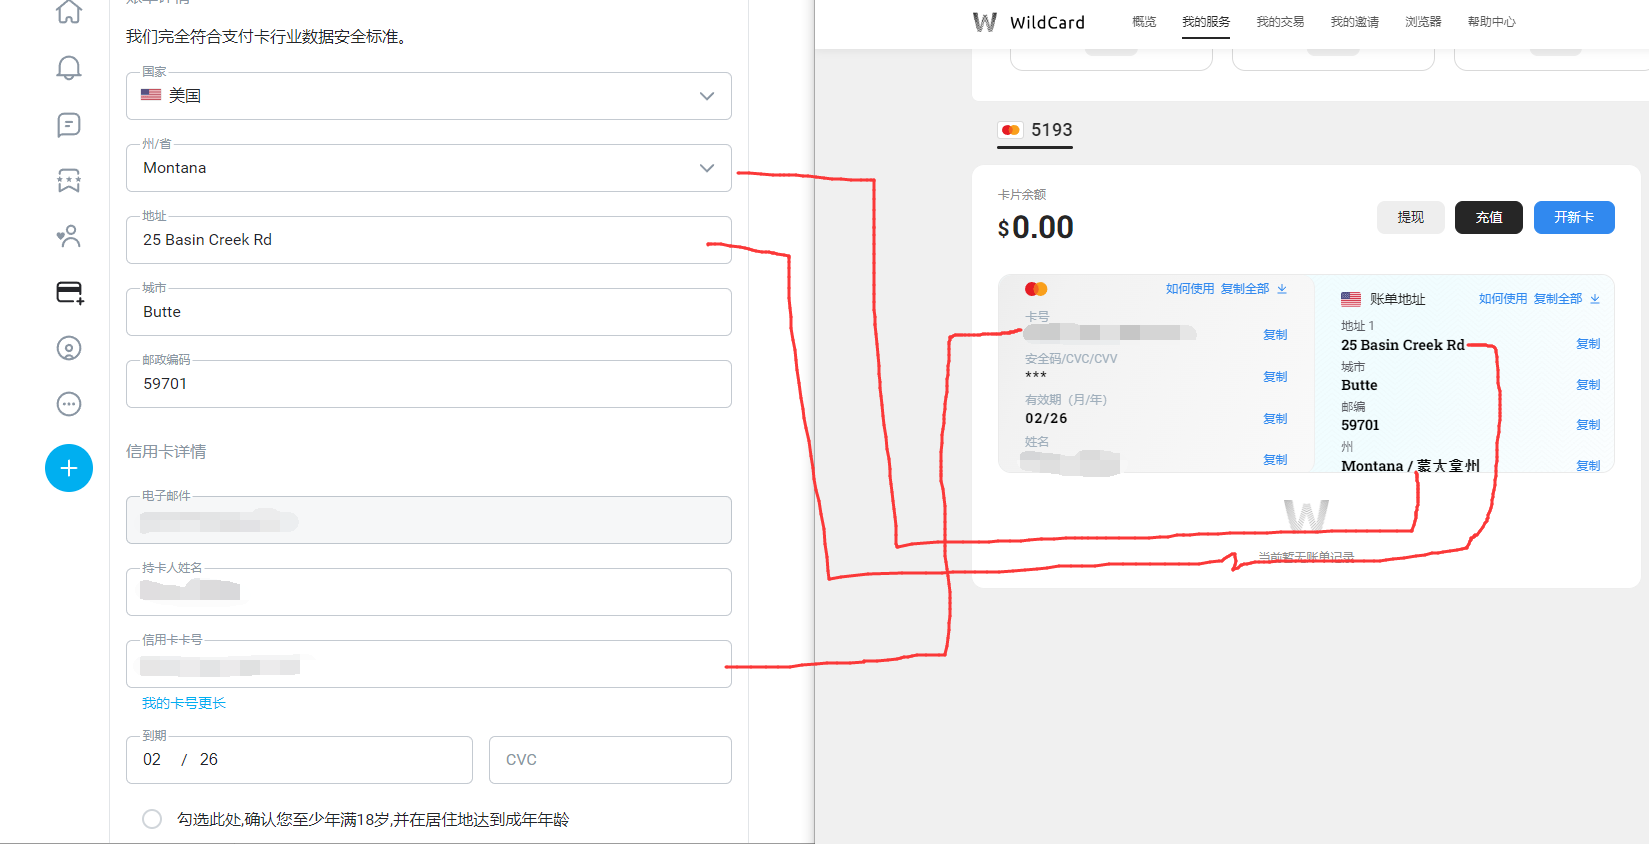 我们完全符合支付卡行业数据安全标准。
国家
美国
州/省
Montana
地址
25 Basin Creek Rd
城市
Butte
邮政编码
59701
信用卡详情
电子邮件
持卡人姓名
信用卡卡号
我的卡号更长
到期
02 / 26
CVC
勾选此处,确认您至少年满18岁,并在居住地达到成年年龄
W WildCard 概览 我的服务 我的交易 我的邀请 浏览器 帮助中心
5193
卡片余额
$0.00
提现 充值 开新卡
如何使用 复制全部
卡号
复制
安全码/CVC/CVV
*** 复制
有效期（月/年）
02/26 复制
姓名
复制
账单地址 如何使用 复制全部
地址 1
25 Basin Creek Rd 复制
城市
Butte 复制
邮编
59701 复制
州
Montana / 蒙大拿州 复制
W
当前暂无账单记录